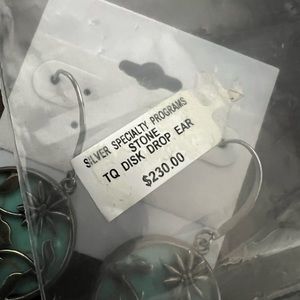 SILVER SPECIALTY PROGRAMS
STONE
TQ DISK DROP EAR
$230.00